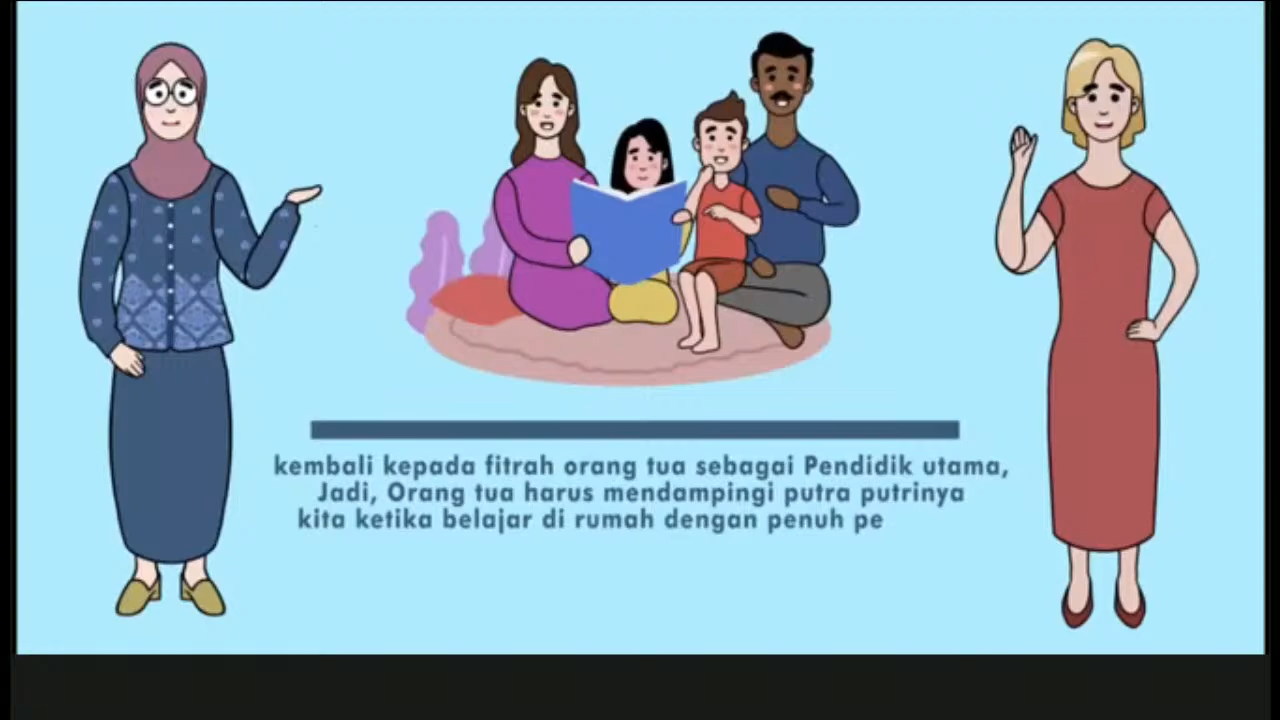 kembali kepada fitrah orang tua sebagai Pendidik utama,
Jadi, Orang tua harus mendampingi putra putrinya
kita ketika belajar di rumah dengan penuh pe